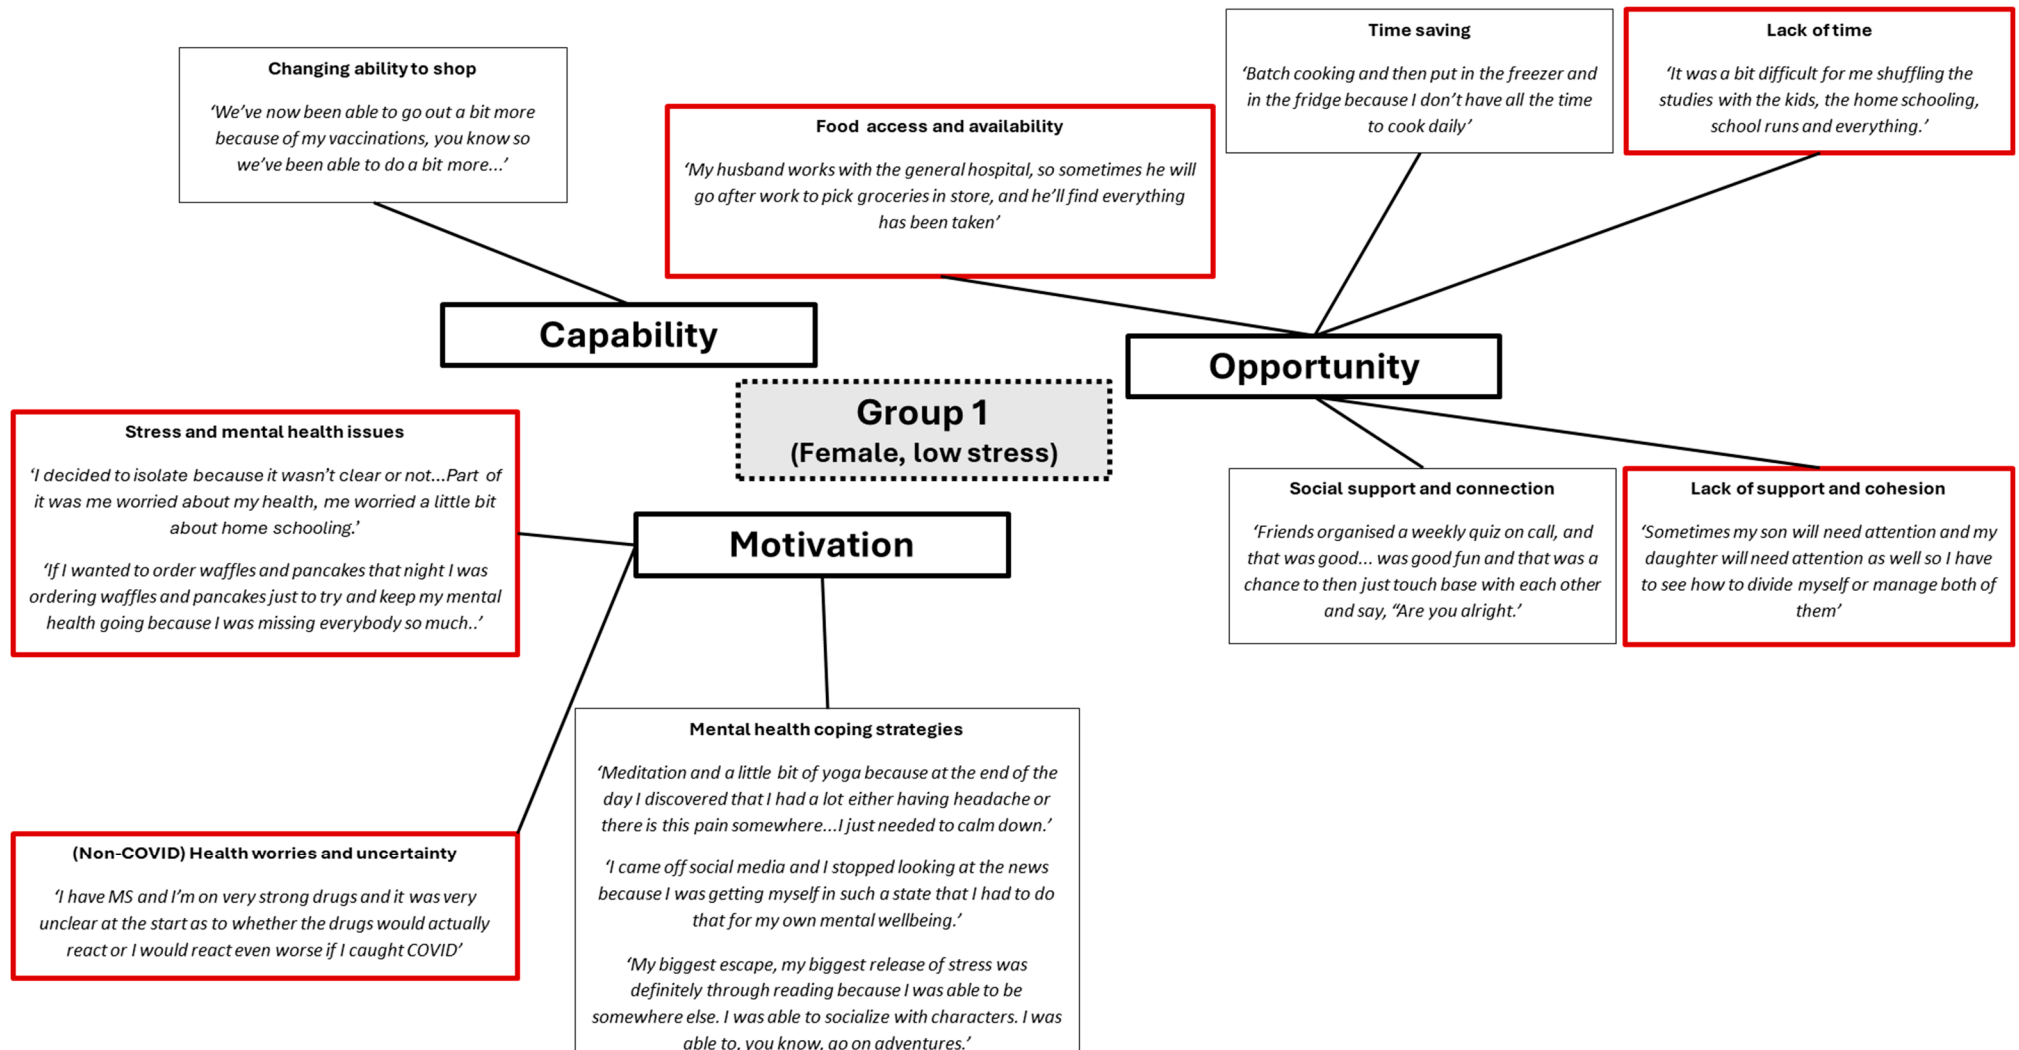 Changing ability to shop
‘We’ve now been able to go out a bit more
because of my vaccinations, you know so
we’ve been able to do a bit more...’
Food access and availability
‘My husband works with the general hospital, so sometimes he will
go after work to pick groceries in store, and he’ll find everything
has been taken’
Time saving
‘Batch cooking and then put in the freezer and
in the fridge because I don’t have all the time
to cook daily’
Lack of time
‘It was a bit difficult for me shuffling the
studies with the kids, the home schooling,
school runs and everything.’
Capability
Opportunity
Group 1
(Female, low stress)
Stress and mental health issues
‘I decided to isolate because it wasn’t clear or not...Part of
it was me worried about my health, me worried a little bit
about home schooling.’
‘If I wanted to order waffles and pancakes that night I was
ordering waffles and pancakes just to try and keep my mental
health going because I was missing everybody so much..’
Motivation
Social support and connection
‘Friends organised a weekly quiz on call, and
that was good... was good fun and that was a
chance to then just touch base with each other
and say, “Are you alright.’
Lack of support and cohesion
‘Sometimes my son will need attention and my
daughter will need attention as well so I have
to see how to divide myself or manage both of
them’
(Non-COVID) Health worries and uncertainty
‘I have MS and I’m on very strong drugs and it was very
unclear at the start as to whether the drugs would actually
react or I would react even worse if I caught COVID’
Mental health coping strategies
‘Meditation and a little bit of yoga because at the end of the
day I discovered that I had a lot either having headache or
there is this pain somewhere...I just needed to calm down.’
‘I came off social media and I stopped looking at the news
because I was getting myself in such a state that I had to do
that for my own mental wellbeing.’
‘My biggest escape, my biggest release of stress was
definitely through reading because I was able to be
somewhere else. I was able to socialize with characters. I was
able to, you know, go on adventures.’